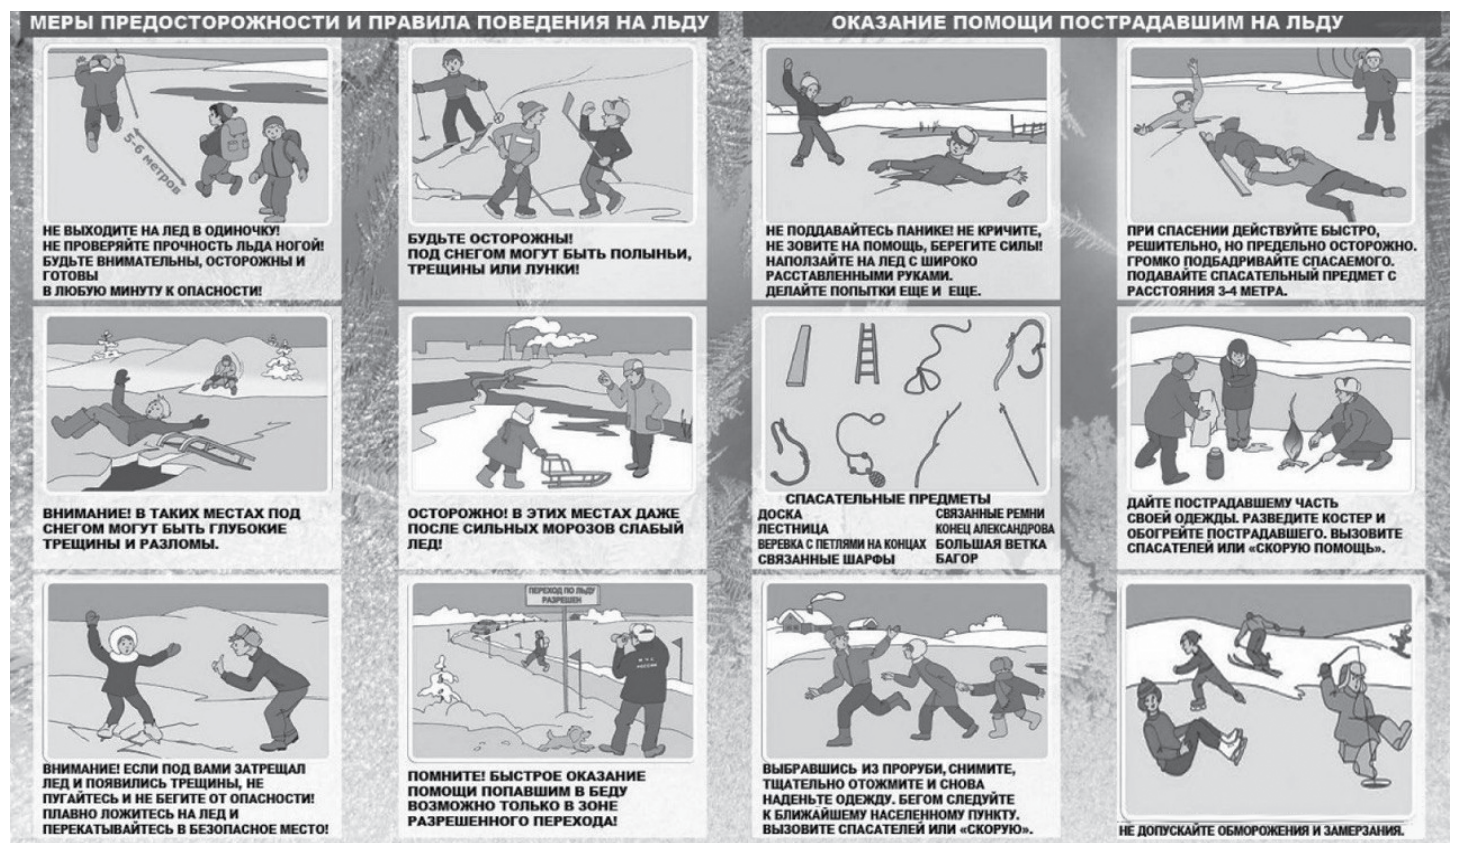 МЕРЫ ПРЕДОСТОРОЖНОСТИ И ПРАВИЛА ПОВЕДЕНИЯ НА ЛЬДУ
5-6 метров
НЕ ВЫХОДИТЕ НА ЛЕД В ОДИНОЧКУ!
НЕ ПРОВЕРЯЙТЕ ПРОЧНОСТЬ ЛЬДА НОГОЙ!
БУДЬТЕ ВНИМАТЕЛЬНЫ, ОСТОРОЖНЫ И
ГОТОВЫ
В ЛЮБУЮ МИНУТУ К ОПАСНОСТИ!
БУДЬТЕ ОСТОРОЖНЫ!
ПОД СНЕГОМ МОГУТ БЫТЬ ПОЛЫНЬИ,
ТРЕЩИНЫ ИЛИ ЛУНКИ!
ВНИМАНИЕ! В ТАКИХ МЕСТАХ ПОД
СНЕГОМ МОГУТ БЫТЬ ГЛУБОКИЕ
ТРЕЩИНЫ И РАЗЛОМЫ.
ОСТОРОЖНО! В ЭТИХ МЕСТАХ ДАЖЕ
ПОСЛЕ СИЛЬНЫХ МОРОЗОВ СЛАБЫЙ
ЛЕД!
ВНИМАНИЕ! ЕСЛИ ПОД ВАМИ ЗАТРЕЩАЛ
ЛЕД И ПОЯВИЛИСЬ ТРЕЩИНЫ, НЕ
ПУГАЙТЕСЬ И НЕ БЕГИТЕ ОТ ОПАСНОСТИ!
ПЛАВНО ЛОЖИТЕСЬ НА ЛЕД И
ПЕРЕКАТЫВАЙТЕСЬ В БЕЗОПАСНОЕ МЕСТО!
ПЕРЕХОД ПО ЛЬДУ
РАЗРЕШЕН
МЧС
РОССИИ
ПОМНИТЕ! БЫСТРОЕ ОКАЗАНИЕ
ПОМОЩИ ПОПАВШИМ В БЕДУ
ВОЗМОЖНО ТОЛЬКО В ЗОНЕ
РАЗРЕШЕННОГО ПЕРЕХОДА!
ОКАЗАНИЕ ПОМОЩИ ПОСТРАДАВШИМ НА ЛЬДУ
НЕ ПОДДАВАЙТЕСЬ ПАНИКЕ! НЕ КРИЧИТЕ,
НЕ ЗОВИТЕ НА ПОМОЩЬ, БЕРЕГИТЕ СИЛЫ!
НАПОЛЗАЙТЕ НА ЛЕД С ШИРОКО
РАССТАВЛЕННЫМИ РУКАМИ.
ДЕЛАЙТЕ ПОПЫТКИ ЕЩЕ И ЕЩЕ.
ПРИ СПАСЕНИИ ДЕЙСТВУЙТЕ БЫСТРО,
РЕШИТЕЛЬНО, НО ПРЕДЕЛЬНО ОСТОРОЖНО.
ГРОМКО ПОДБАДРИВАЙТЕ СПАСАЕМОГО.
ПОДАВАЙТЕ СПАСАТЕЛЬНЫЙ ПРЕДМЕТ С
РАССТОЯНИЯ 3-4 МЕТРА.
СПАСАТЕЛЬНЫЕ ПРЕДМЕТЫ
ДОСКА
ЛЕСТНИЦА
ВЕРЕВКА С ПЕТЛЯМИ НА КОНЦАХ
СВЯЗАННЫЕ ШАРФЫ
СВЯЗАННЫЕ РЕМНИ
КОНЕЦ АЛЕКСАНДРОВА
БОЛЬШАЯ ВЕТКА
БАГОР
ДАЙТЕ ПОСТРАДАВШЕМУ ЧАСТЬ
СВОЕЙ ОДЕЖДЫ. РАЗВЕДИТЕ КОСТЕР И
ОБОГРЕЙТЕ ПОСТРАДАВШЕГО. ВЫЗОВИТЕ
СПАСАТЕЛЕЙ ИЛИ «СКОРУЮ ПОМОЩЬ».
ВЫБРАВШИСЬ ИЗ ПРОРУБИ, СНИМИТЕ,
ТЩАТЕЛЬНО ОТОЖМИТЕ И СНОВА
НАДЕНЬТЕ ОДЕЖДУ. БЕГОМ СЛЕДУЙТЕ
К БЛИЖАЙШЕМУ НАСЕЛЕННОМУ ПУНКТУ.
ВЫЗОВИТЕ СПАСАТЕЛЕЙ ИЛИ «СКОРУЮ».
НЕ ДОПУСКАЙТЕ ОБМОРОЖЕНИЯ И ЗАМЕРЗАНИЯ.